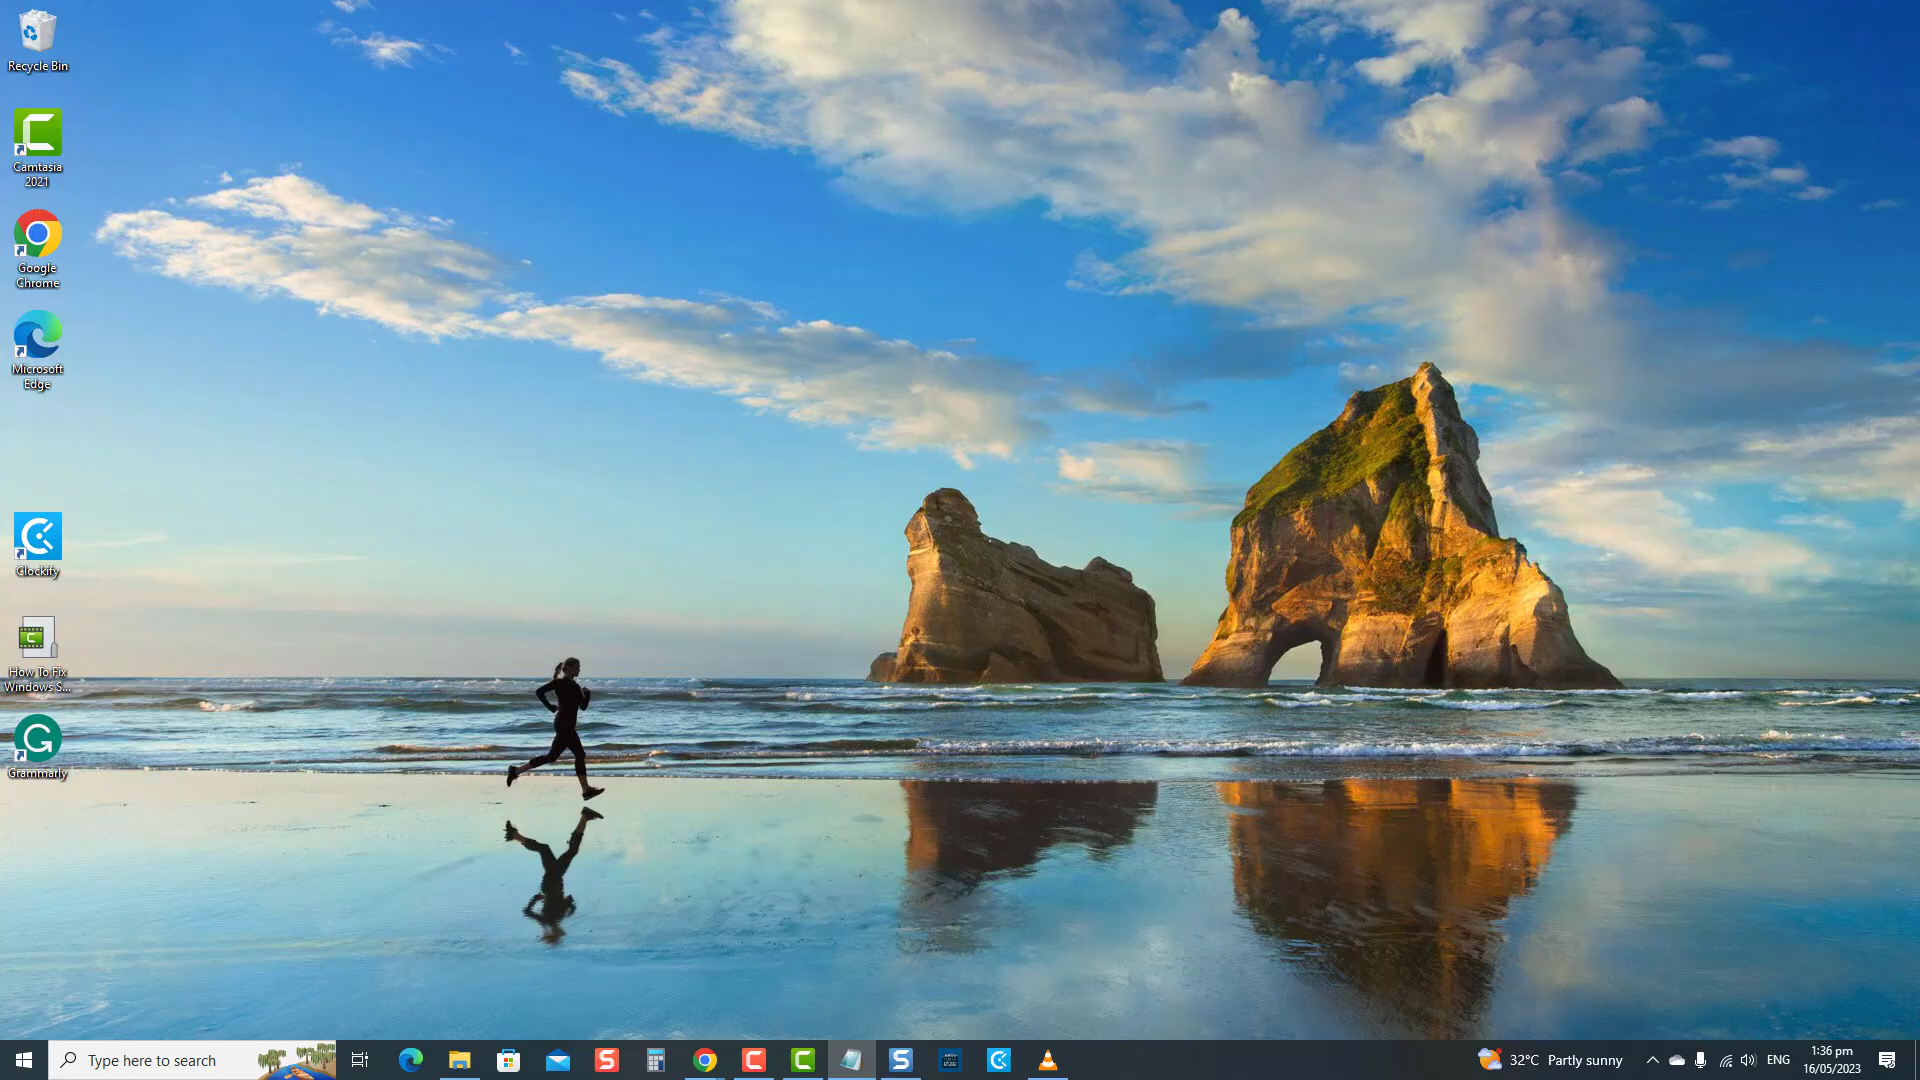 Recycle Bin
Camtasia
2021
Google
Chrome
Microsoft
Edge
Clockify
How To Fix
Windows S...
Grammarly
Type here to search
32°C Partly sunny
ENG
1:36 pm
16/05/2023